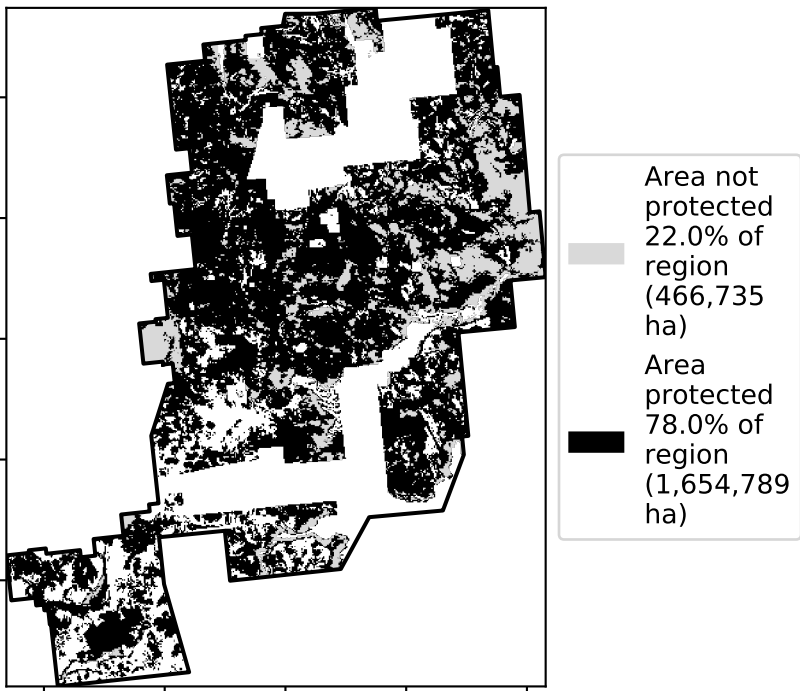 Area not
protected
22.0% of
region
(466,735
ha)
Area
protected
78.0% of
region
(1,654,789
ha)